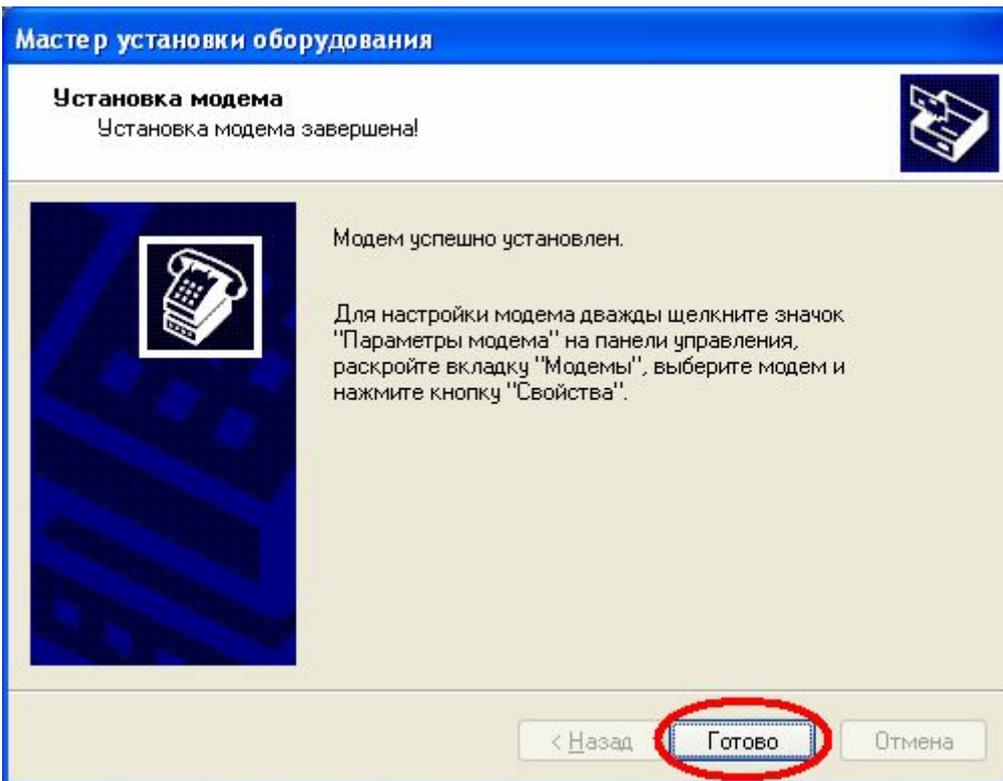 Мастер установки оборудования
Установка модема
Установка модема завершена!
Модем успешно установлен.
Для настройки модема дважды щелкните значок
"Параметры модема" на панели управления,
раскройте вкладку "Модемы", выберите модем и
нажмите кнопку "Свойства".
< Назад
Готово
Отмена